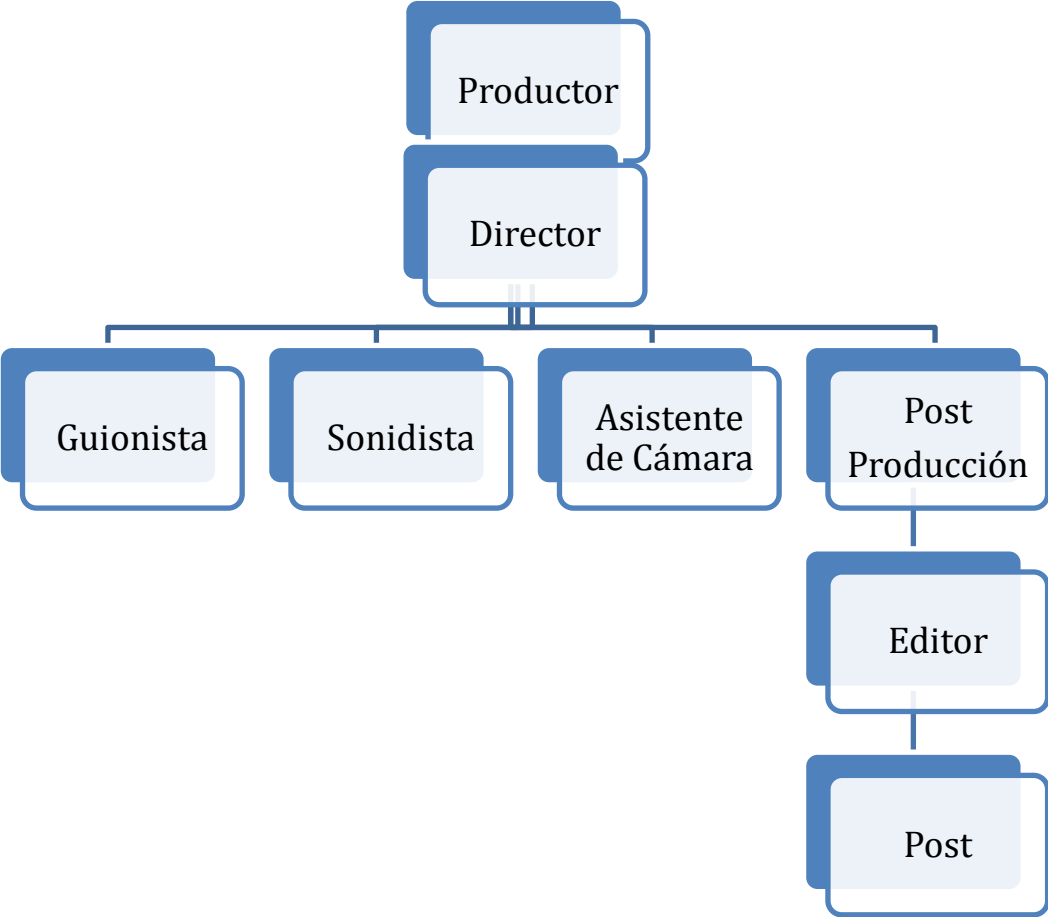 Productor
Director
Guionista
Sonidista
Asistente
de Cámara
Post
Producción
Editor
Post